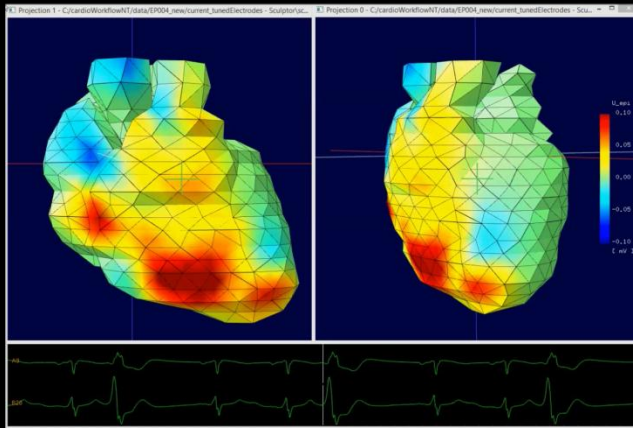 Projection 1 - C:/cardioWorkflowNT/data/EP004_new/current_tunedElectrodes - Sculptor\sc...
Projection 0 - C:/cardioWorkflowNT/data/EP004_new/current_tunedElectrodes - Scu...
U_epi
0.10
0.05
0.00
-0.05
-0.10
[ mV ]